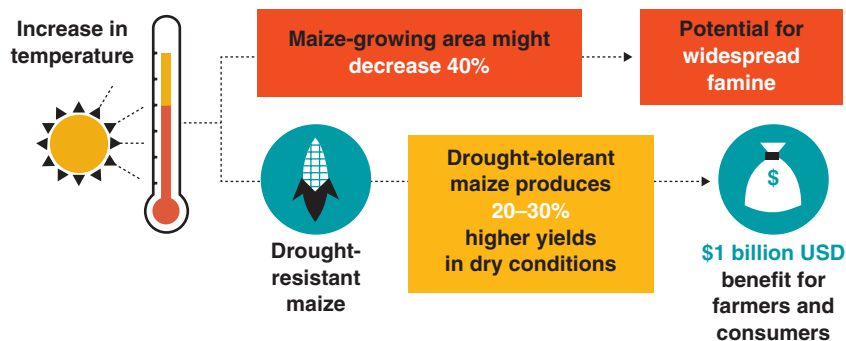 Increase in
temperature
Maize-growing area might
decrease 40%
Potential for
widespread
famine
Drought-
resistant
maize
Drought-tolerant
maize produces
20–30%
higher yields
in dry conditions
$
$1 billion USD
benefit for
farmers and
consumers